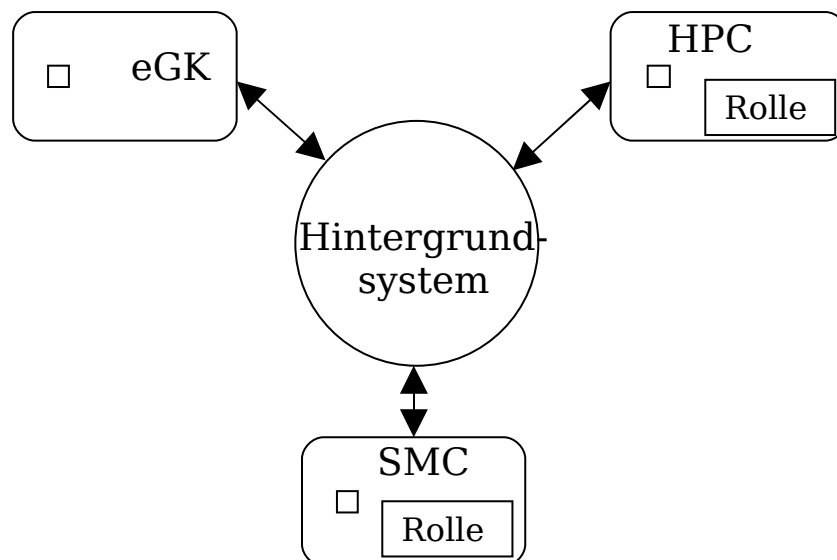 eGK
HPC
Rolle
Hintergrund-
system
SMC
Rolle